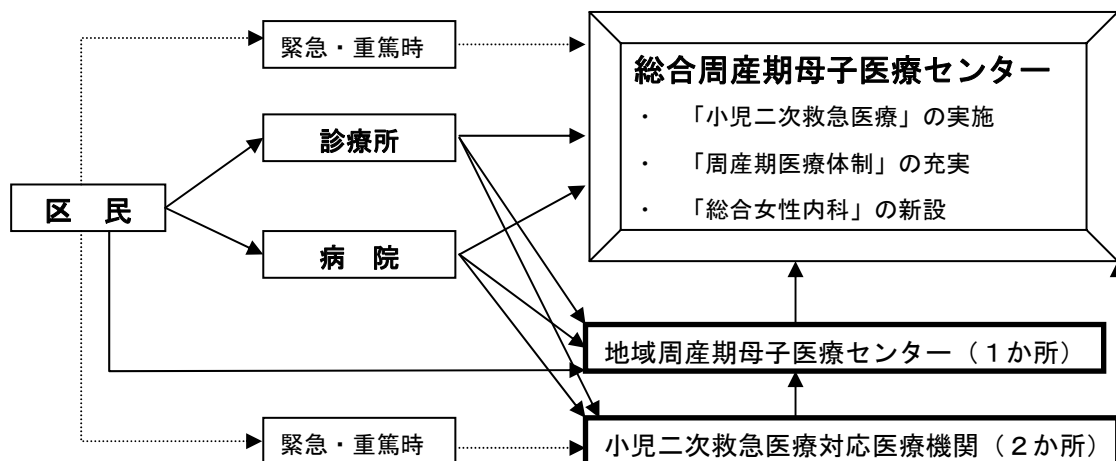 緊急・重篤時
総合周産期母子医療センター
・ 「小児二次救急医療」の実施
・ 「周産期医療体制」の充実
・ 「総合女性内科」の新設
診療所
区 民
病 院
地域周産期母子医療センター（１か所）
緊急・重篤時
小児二次救急医療対応医療機関（２か所）